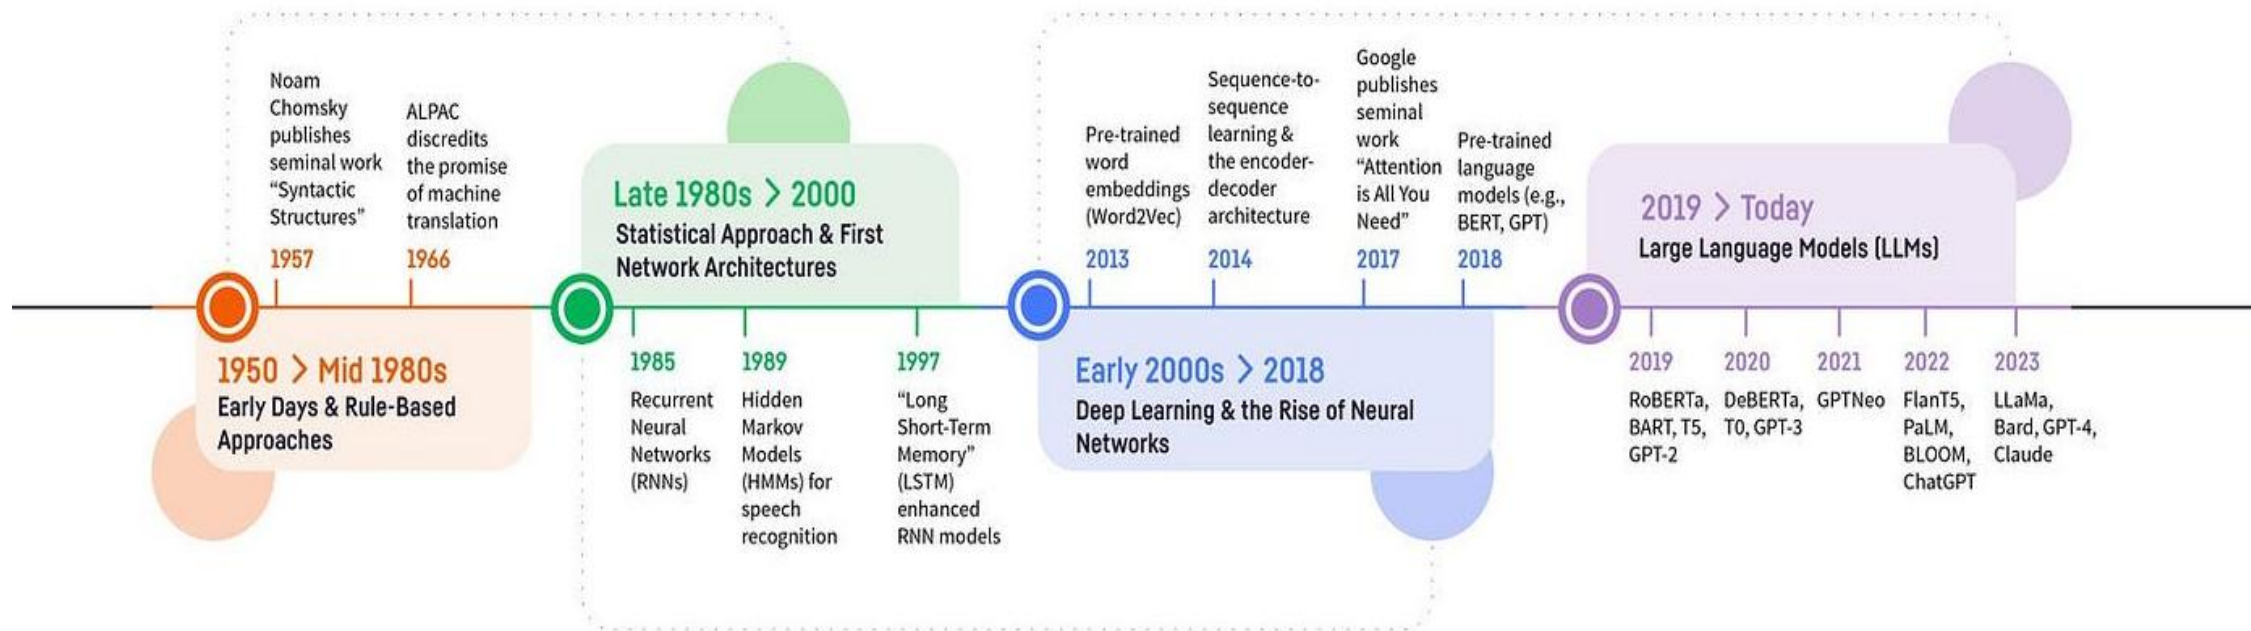 Noam
Chomsky
publishes
seminal work
“Syntactic
Structures”
1957
ALPAC
discredits
the promise
of machine
translation
1966
1950 > Mid 1980s
Early Days & Rule-Based
Approaches
Late 1980s > 2000
Statistical Approach & First
Network Architectures
1985
Recurrent
Neural
Networks
(RNNs)
1989
Hidden
Markov
Models
(HMMs) for
speech
recognition
1997
“Long
Short-Term
Memory”
(LSTM)
enhanced
RNN models
Pre-trained
word
embeddings
(Word2Vec)
2013
Sequence-to-
sequence
learning &
the encoder-
decoder
architecture
2014
Google
publishes
seminal
work
“Attention
is All You
Need”
2017
Pre-trained
language
models (e.g.,
BERT, GPT)
2018
Early 2000s > 2018
Deep Learning & the Rise of Neural
Networks
2019 > Today
Large Language Models (LLMs)
2019
RoBERTa,
BART, T5,
GPT-2
2020
DeBERTa,
T0, GPT-3
2021
GPTNeo
2022
FlanT5,
PaLM,
BLOOM,
ChatGPT
2023
LLaMa,
Bard, GPT-4,
Claude